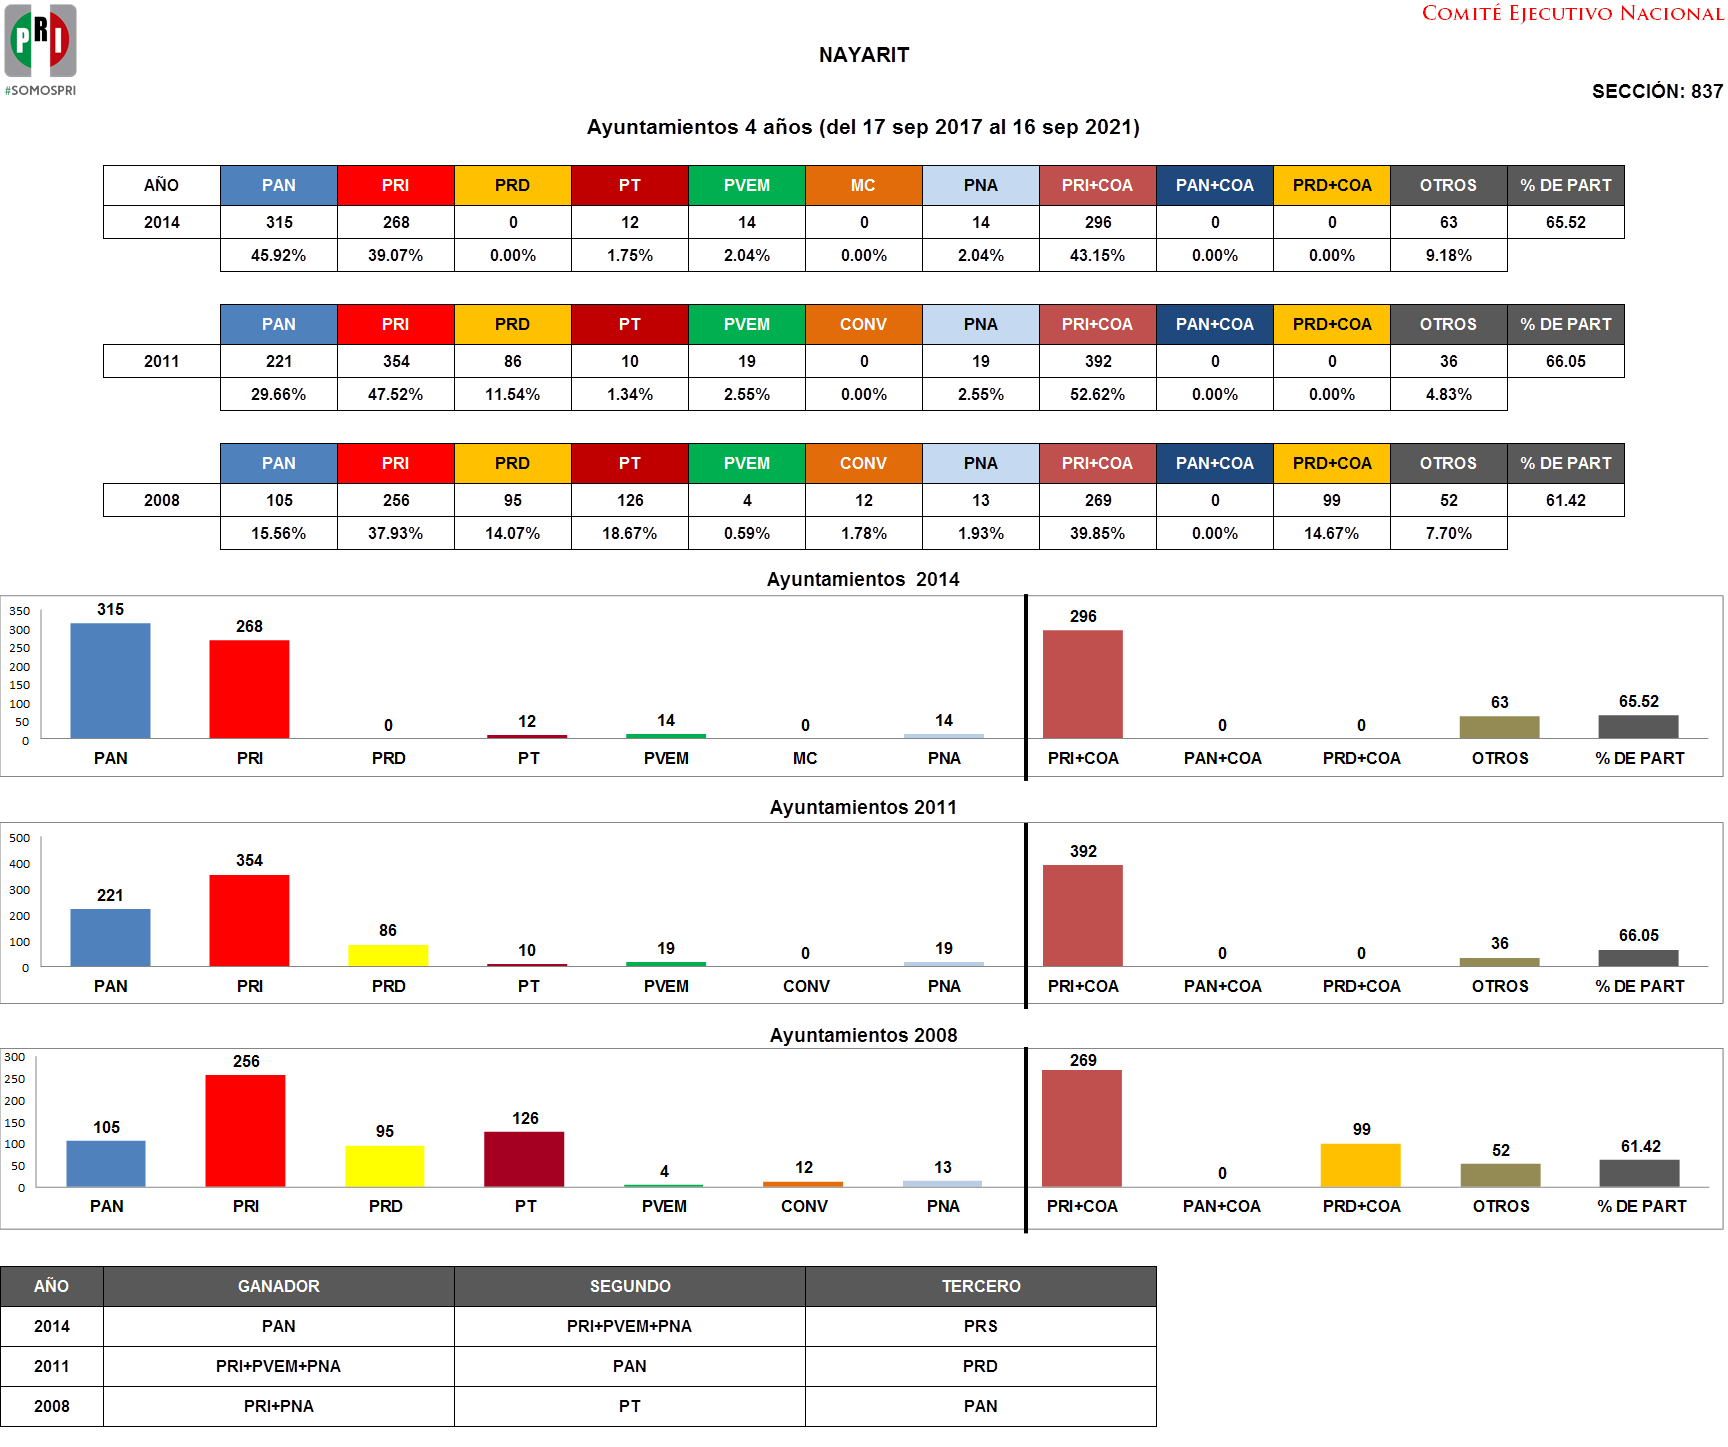 PRI
#SOMOSPRI
COMITÉ EJECUTIVO NACIONAL
NAYARIT
SECCIÓN: 837
Ayuntamientos 4 años (del 17 sep 2017 al 16 sep 2021)
AÑO PAN PRI PRD PT PVEM MC PNA PRI+COA PAN+COA PRD+COA OTROS % DE PART
2014 315 268 0 12 14 0 14 296 0 0 63 65.52
45.92% 39.07% 0.00% 1.75% 2.04% 0.00% 2.04% 43.15% 0.00% 0.00% 9.18%
PAN PRI PRD PT PVEM CONV PNA PRI+COA PAN+COA PRD+COA OTROS % DE PART
2011 221 354 86 10 19 0 19 392 0 0 36 66.05
29.66% 47.52% 11.54% 1.34% 2.55% 0.00% 2.55% 52.62% 0.00% 0.00% 4.83%
PAN PRI PRD PT PVEM CONV PNA PRI+COA PAN+COA PRD+COA OTROS % DE PART
2008 105 256 95 126 4 12 13 269 0 99 52 61.42
15.56% 37.93% 14.07% 18.67% 0.59% 1.78% 1.93% 39.85% 0.00% 14.67% 7.70%
Ayuntamientos 2014
350
300
250
200
150
100
50
0
315 268 0 12 14 0 14 296 0 0 63 65.52
PAN PRI PRD PT PVEM MC PNA PRI+COA PAN+COA PRD+COA OTROS % DE PART
Ayuntamientos 2011
500
400
300
200
100
0
221 354 86 10 19 0 19 392 0 0 36 66.05
PAN PRI PRD PT PVEM CONV PNA PRI+COA PAN+COA PRD+COA OTROS % DE PART
Ayuntamientos 2008
300
250
200
150
100
50
0
105 256 95 126 4 12 13 269 0 99 52 61.42
PAN PRI PRD PT PVEM CONV PNA PRI+COA PAN+COA PRD+COA OTROS % DE PART
AÑO GANADOR SEGUNDO TERCERO
2014 PAN PRI+PVEM+PNA PRS
2011 PRI+PVEM+PNA PAN PRD
2008 PRI+PNA PT PAN